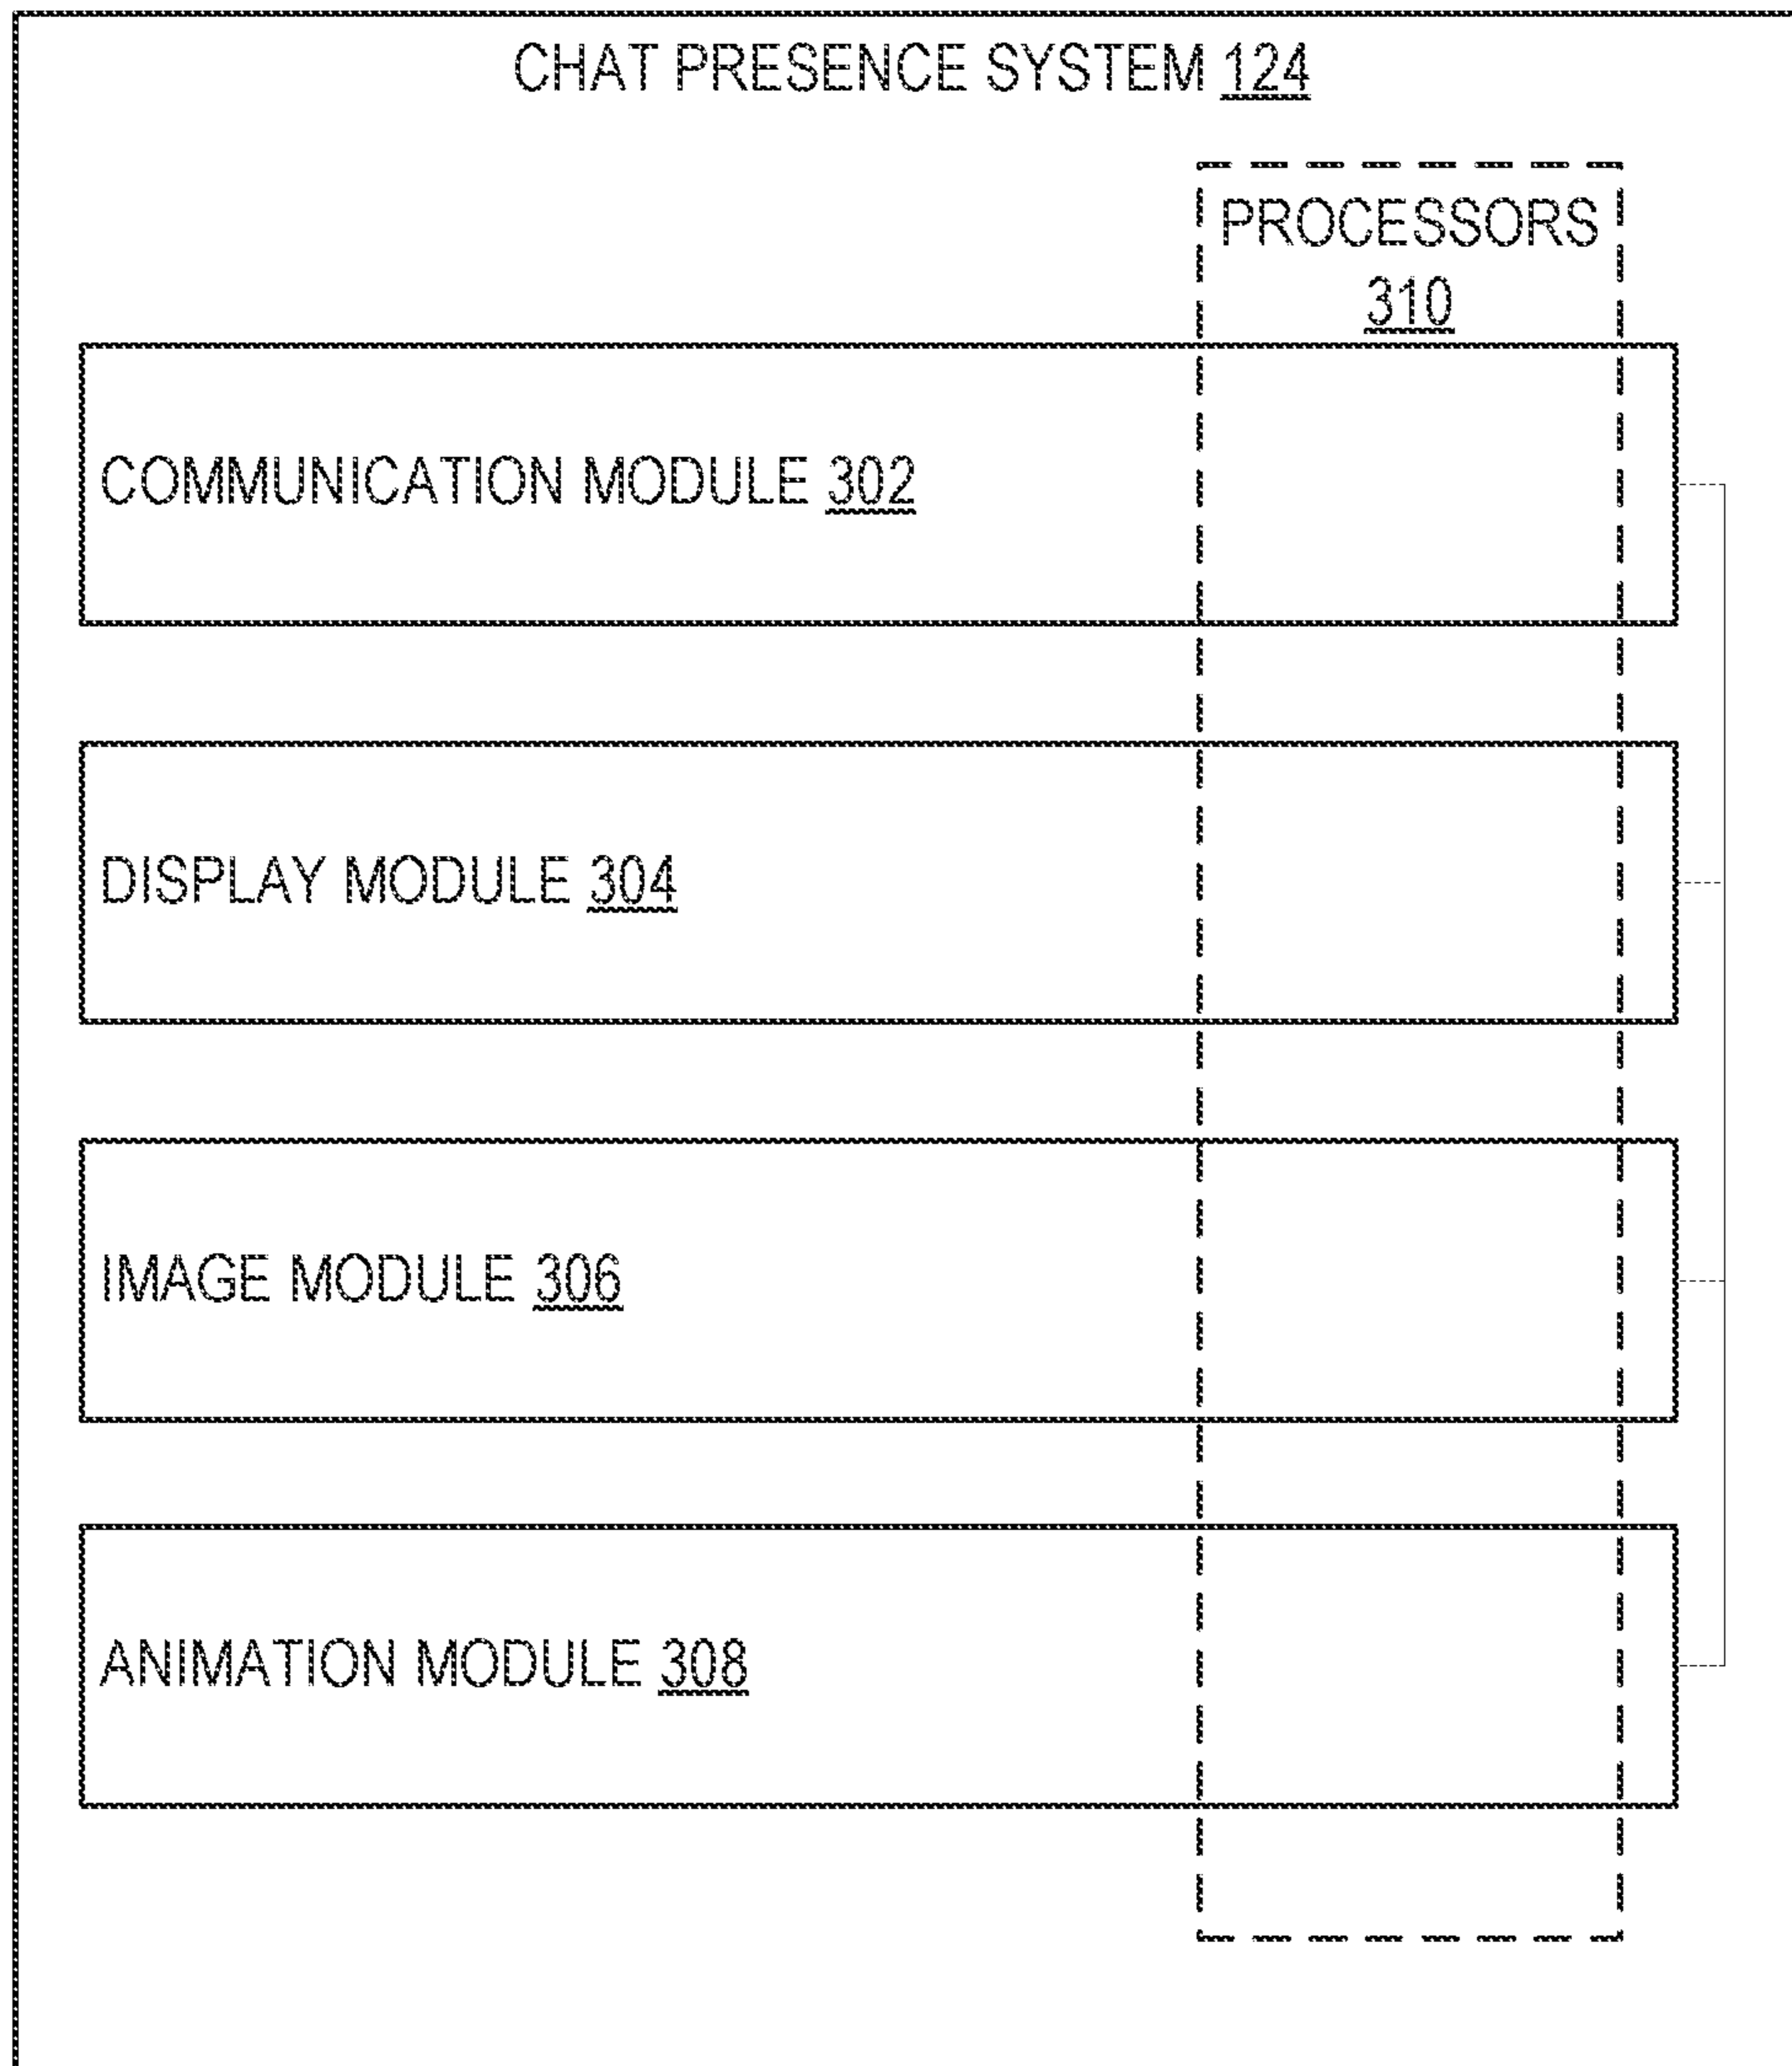 CHAT PRESENCE SYSTEM 124
PROCESSORS
310
COMMUNICATION MODULE 302
DISPLAY MODULE 304
IMAGE MODULE 306
ANIMATION MODULE 308